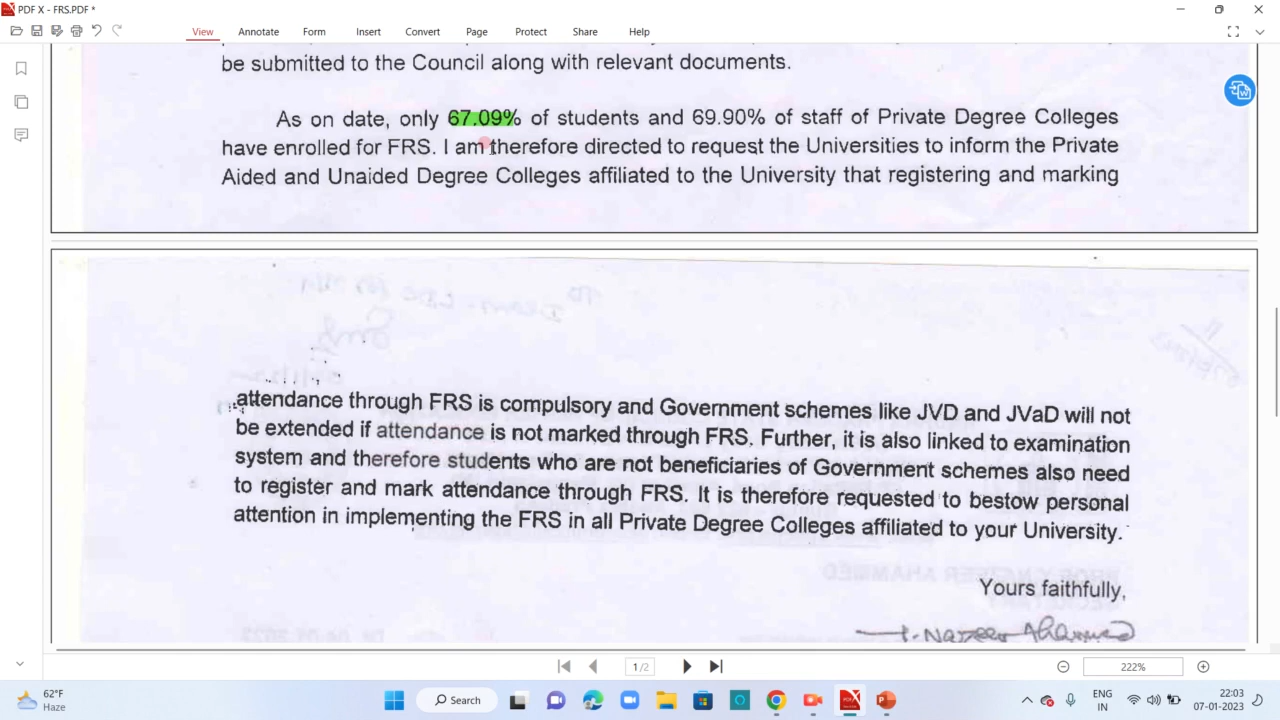 PDF X - FRS.PDF *
View Annotate Form Insert Convert Page Protect Share Help
be submitted to the Council along with relevant documents.
As on date, only 67.09% of students and 69.90% of staff of Private Degree Colleges
have enrolled for FRS. I am therefore directed to request the Universities to inform the Private
Aided and Unaided Degree Colleges affiliated to the University that registering and marking
attendance through FRS is compulsory and Government schemes like JVD and JVaD will not
be extended if attendance is not marked through FRS. Further, it is also linked to examination
system and therefore students who are not beneficiaries of Government schemes also need
to register and mark attendance through FRS. It is therefore requested to bestow personal
attention in implementing the FRS in all Private Degree Colleges affiliated to your University.
Yours faithfully,
Nazeer Ahammed
1/2
222%
62°F
Haze
Search
ENG
IN
22:03
07-01-2023